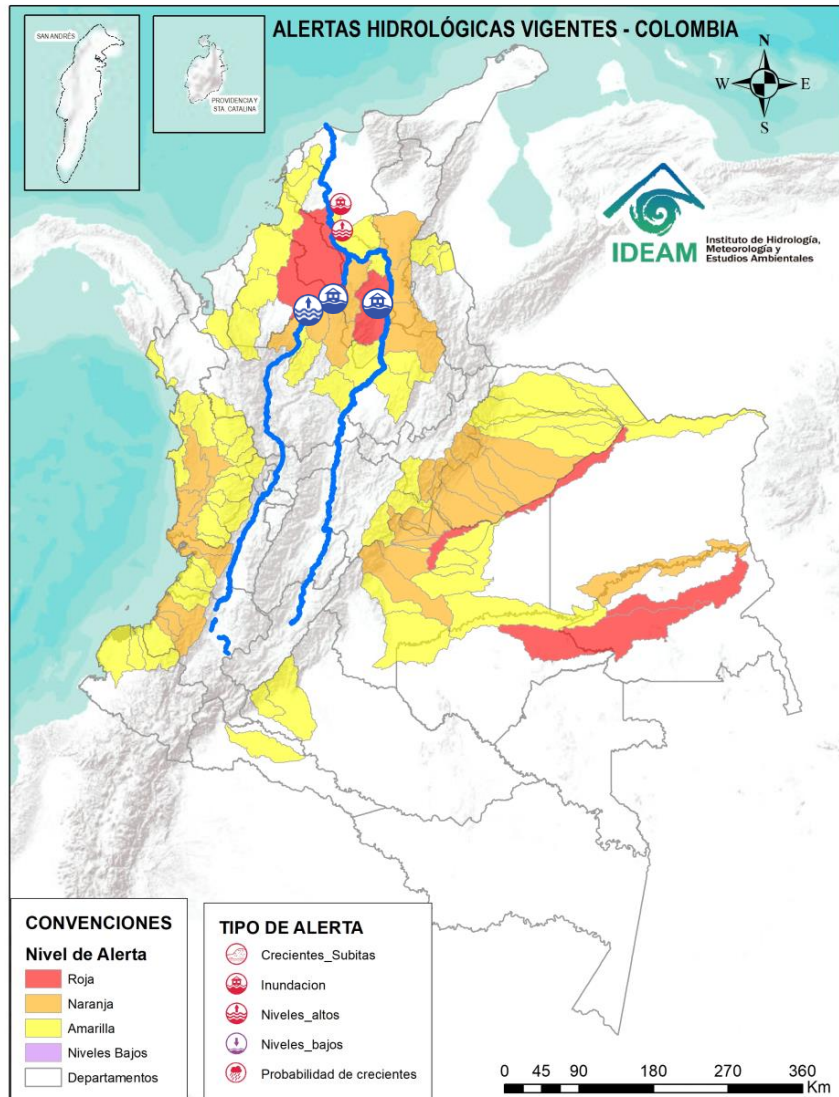 ALERTAS HIDROLÓGICAS VIGENTES - COLOMBIA
SAN ANDRÉS
PROVIDENCIA Y
STA. CATALINA
N
W
E
S
IDEAM
Instituto de Hidrología,
Meteorología y
Estudios Ambientales
CONVENCIONES
Nivel de Alerta
Roja
Naranja
Amarilla
Niveles Bajos
Departamentos
TIPO DE ALERTA
Crecientes_Subitas
Inundacion
Niveles_altos
Niveles_bajos
Probabilidad de crecientes
0 45 90 180 270 360
Km